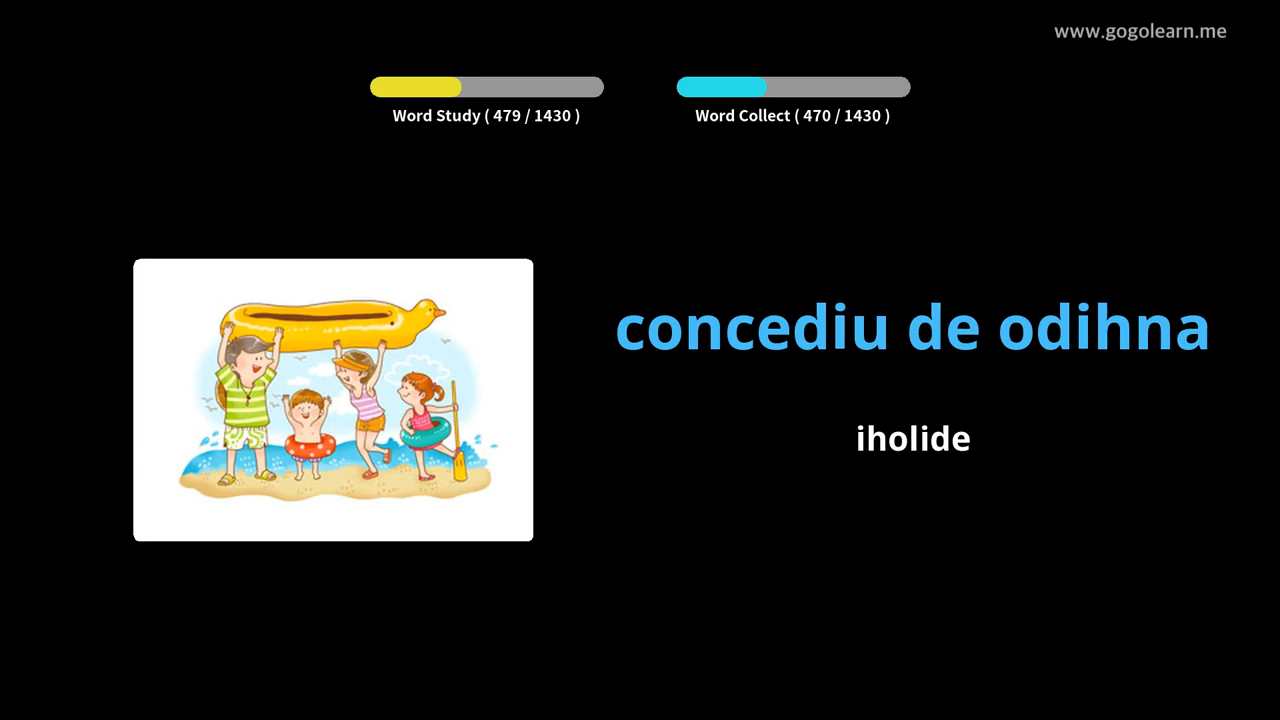 www.gogolearn.me
Word Study ( 479 / 1430 )
Word Collect ( 470 / 1430 )
concediu de odihna
iholide